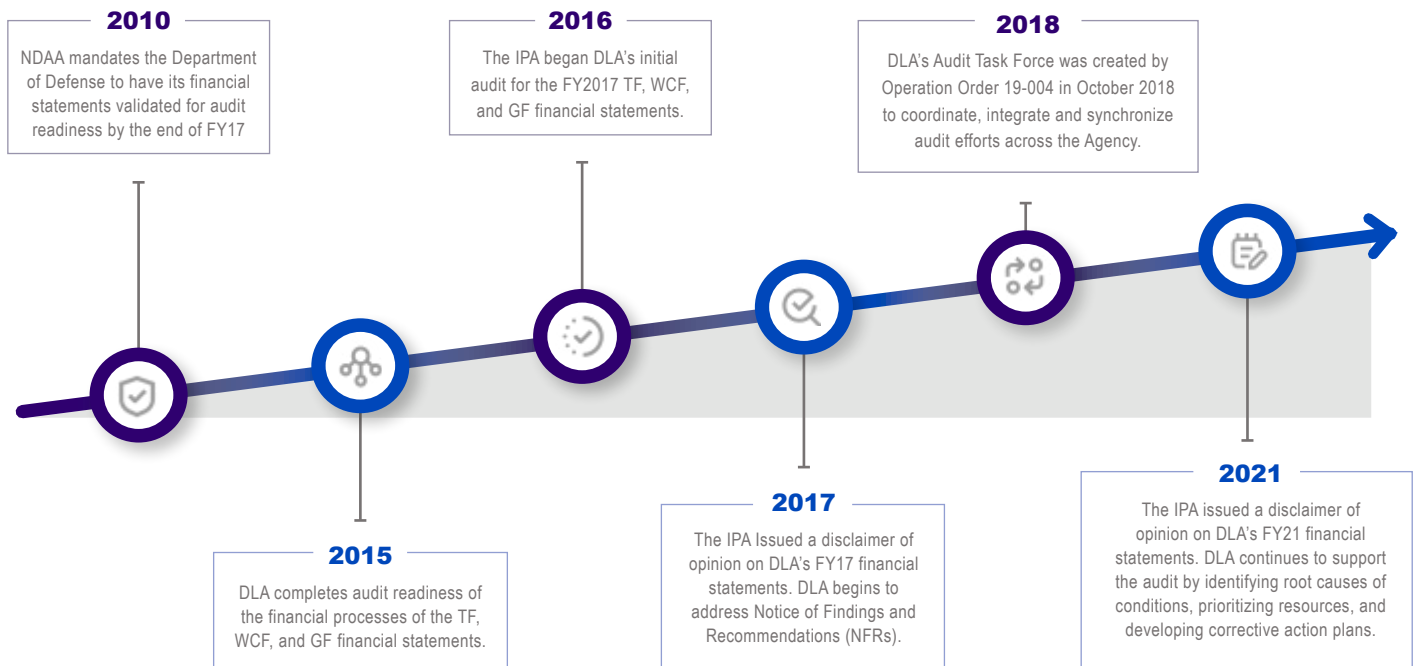 2010
NDAA mandates the Department
of Defense to have its financial
statements validated for audit
readiness by the end of FY17
2015
DLA completes audit readiness of
the financial processes of the TF,
WCF, and GF financial statements.
2016
The IPA began DLA’s initial
audit for the FY2017 TF, WCF,
and GF financial statements.
2017
The IPA Issued a disclaimer of
opinion on DLA’s FY17 financial
statements. DLA begins to
address Notice of Findings and
Recommendations (NFRs).
2018
DLA’s Audit Task Force was created by
Operation Order 19-004 in October 2018
to coordinate, integrate and synchronize
audit efforts across the Agency.
2021
The IPA issued a disclaimer of
opinion on DLA’s FY21 financial
statements. DLA continues to support
the audit by identifying root causes of
conditions, prioritizing resources, and
developing corrective action plans.